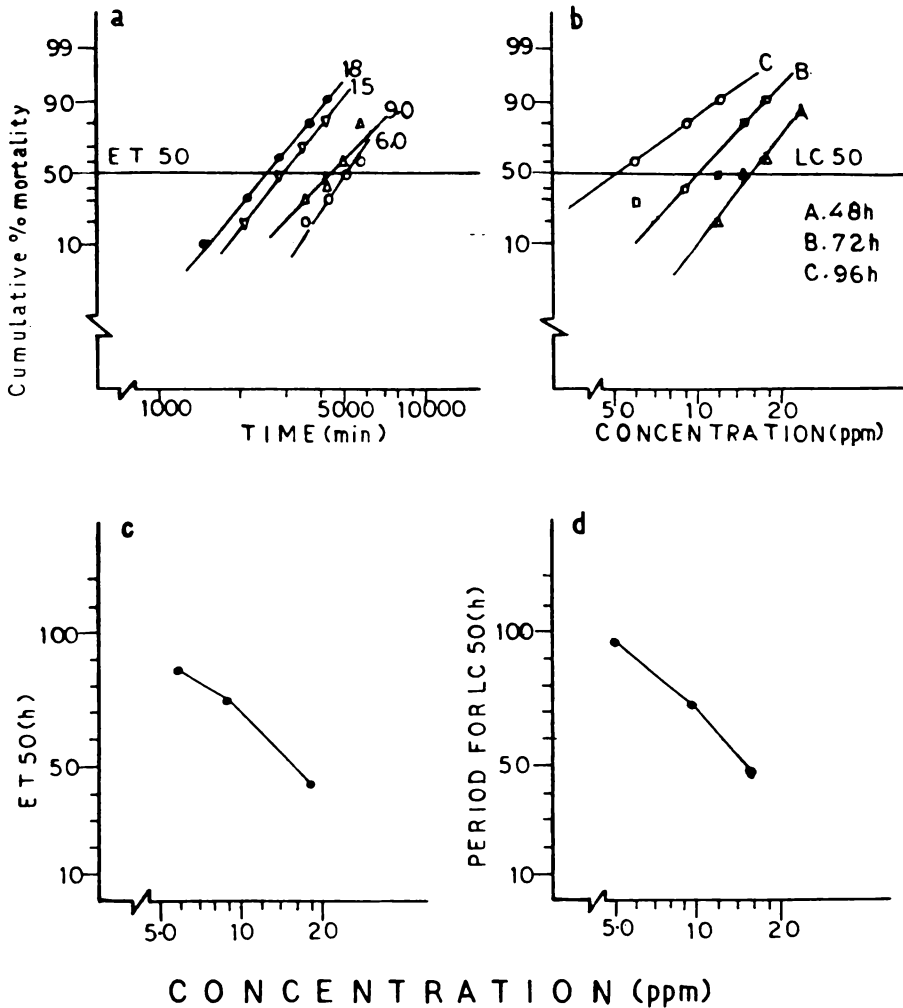 a
99
90
50
10
ET 50
18
15
9.0
6.0
Cumulative % mortality
1000
5000
10000
TIME (min)
b
99
90
50
10
C
B
A
LC 50
A. 48h
B. 72h
C. 96h
5.0
10
20
CONCENTRATION (ppm)
c
100
50
10
ET 50 (h)
5.0
10
20
d
100
50
10
PERIOD FOR LC 50 (h)
5.0
10
20
CONCENTRATION (ppm)